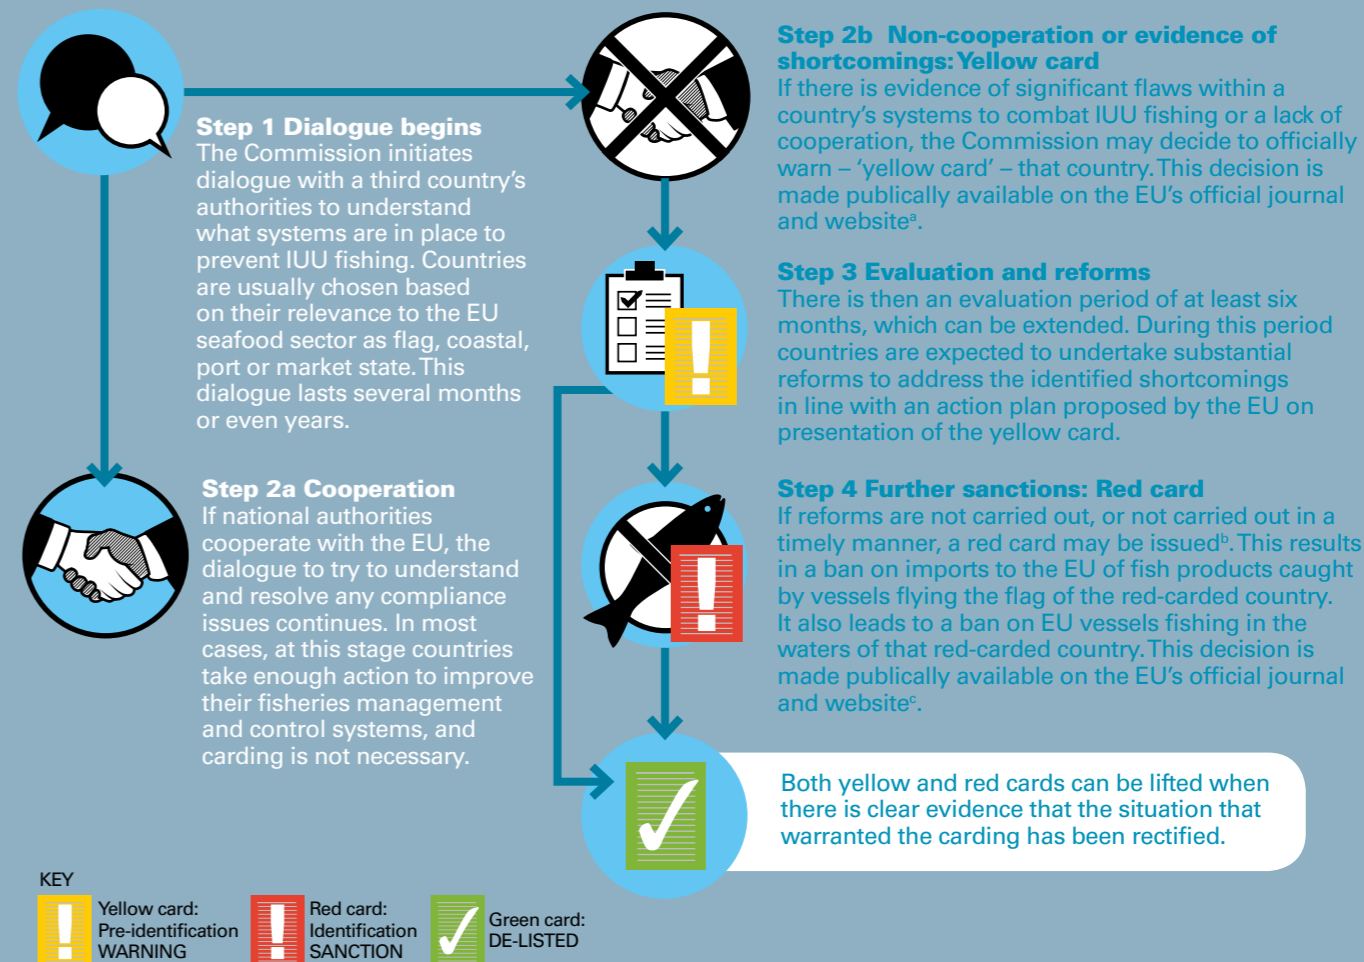 Step 1 Dialogue begins
The Commission initiates
dialogue with a third country’s
authorities to understand
what systems are in place to
prevent IUU fishing. Countries
are usually chosen based
on their relevance to the EU
seafood sector as flag, coastal,
port or market state. This
dialogue lasts several months
or even years.
Step 2a Cooperation
If national authorities
cooperate with the EU, the
dialogue to try to understand
and resolve any compliance
issues continues. In most
cases, at this stage countries
take enough action to improve
their fisheries management
and control systems, and
carding is not necessary.
Step 2b Non-cooperation or evidence of
shortcomings: Yellow card
If there is evidence of significant flaws within a
country’s systems to combat IUU fishing or a lack of
cooperation, the Commission may decide to officially
warn – ‘yellow card’ – that country. This decision is
made publically available on the EU’s official journal
and websiteᵃ.
Step 3 Evaluation and reforms
There is then an evaluation period of at least six
months, which can be extended. During this period
countries are expected to undertake substantial
reforms to address the identified shortcomings
in line with an action plan proposed by the EU on
presentation of the yellow card.
Step 4 Further sanctions: Red card
If reforms are not carried out, or not carried out in a
timely manner, a red card may be issuedᵇ. This results
in a ban on imports to the EU of fish products caught
by vessels flying the flag of the red-carded country.
It also leads to a ban on EU vessels fishing in the
waters of that red-carded country. This decision is
made publically available on the EU’s official journal
and websiteᶜ.
Both yellow and red cards can be lifted when
there is clear evidence that the situation that
warranted the carding has been rectified.
KEY
Yellow card:
Pre-identification
WARNING
Red card:
Identification
SANCTION
Green card:
DE-LISTED